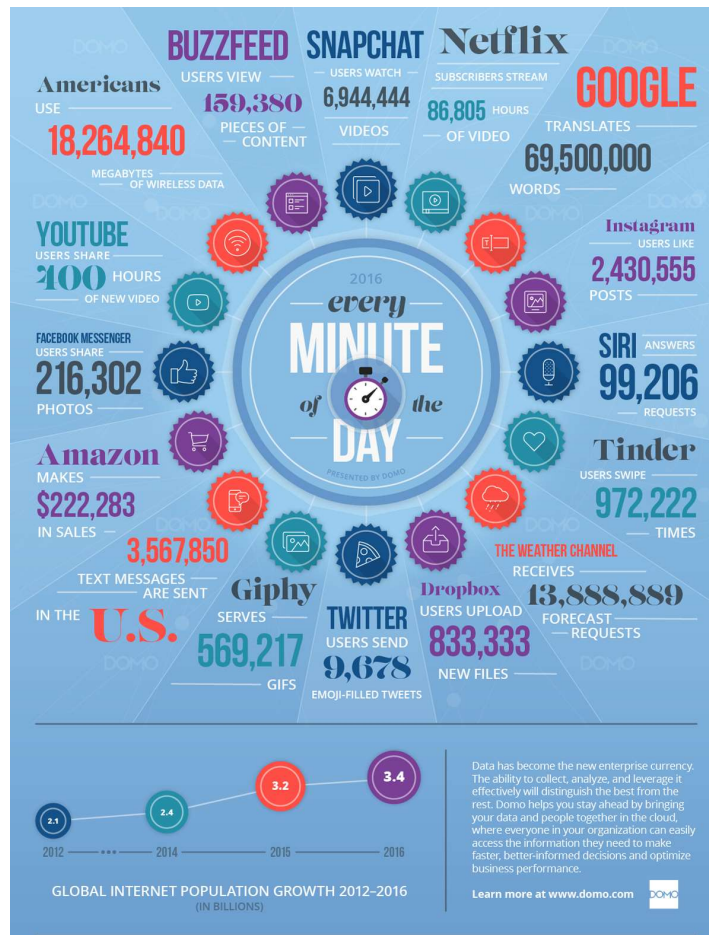 BUZZFEED
USERS VIEW
159,380
PIECES OF
CONTENT
SNAPCHAT
USERS WATCH
6,944,444
VIDEOS
Netflix
SUBSCRIBERS STREAM
86,805 HOURS
OF VIDEO
GOOGLE
TRANSLATES
69,500,000
WORDS
Americans
USE
18,264,840
MEGABYTES
OF WIRELESS DATA
YOUTUBE
USERS SHARE
400 HOURS
OF NEW VIDEO
Instagram
USERS LIKE
2,430,555
POSTS
FACEBOOK MESSENGER
USERS SHARE
216,302
PHOTOS
SIRI ANSWERS
99,206
REQUESTS
2016
every
MINUTE
of the
DAY
PRESENTED BY DOMO
Amazon
MAKES
$222,283
IN SALES
Tinder
USERS SWIPE
972,222
TIMES
3,567,850
TEXT MESSAGES
ARE SENT
IN THE U.S.
Giphy
SERVES
569,217
GIFS
TWITTER
USERS SEND
9,678
EMOJI-FILLED TWEETS
Dropbox
USERS UPLOAD
833,333
NEW FILES
THE WEATHER CHANNEL
RECEIVES
13,888,889
FORECAST
REQUESTS
DOMO
DOMO
DOMO
DOMO
DOMO
DOMO
DOMO
DOMO
2.1
2.4
3.2
3.4
2012
2014
2015
2016
GLOBAL INTERNET POPULATION GROWTH 2012–2016
(IN BILLIONS)
Data has become the new enterprise currency.
The ability to collect, analyze, and leverage it
effectively will distinguish the best from the
rest. Domo helps you stay ahead by bringing
your data and people together in the cloud,
where everyone in your organization can easily
access the information they need to make
faster, better-informed decisions and optimize
business performance.
Learn more at www.domo.com
DOMO